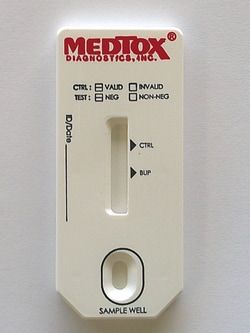 MEDTOX®
DIAGNOSTICS, INC.
CTRL : VALID INVALID
TEST : NEG NON-NEG
ID/Date
CTRL
BUP
SAMPLE WELL